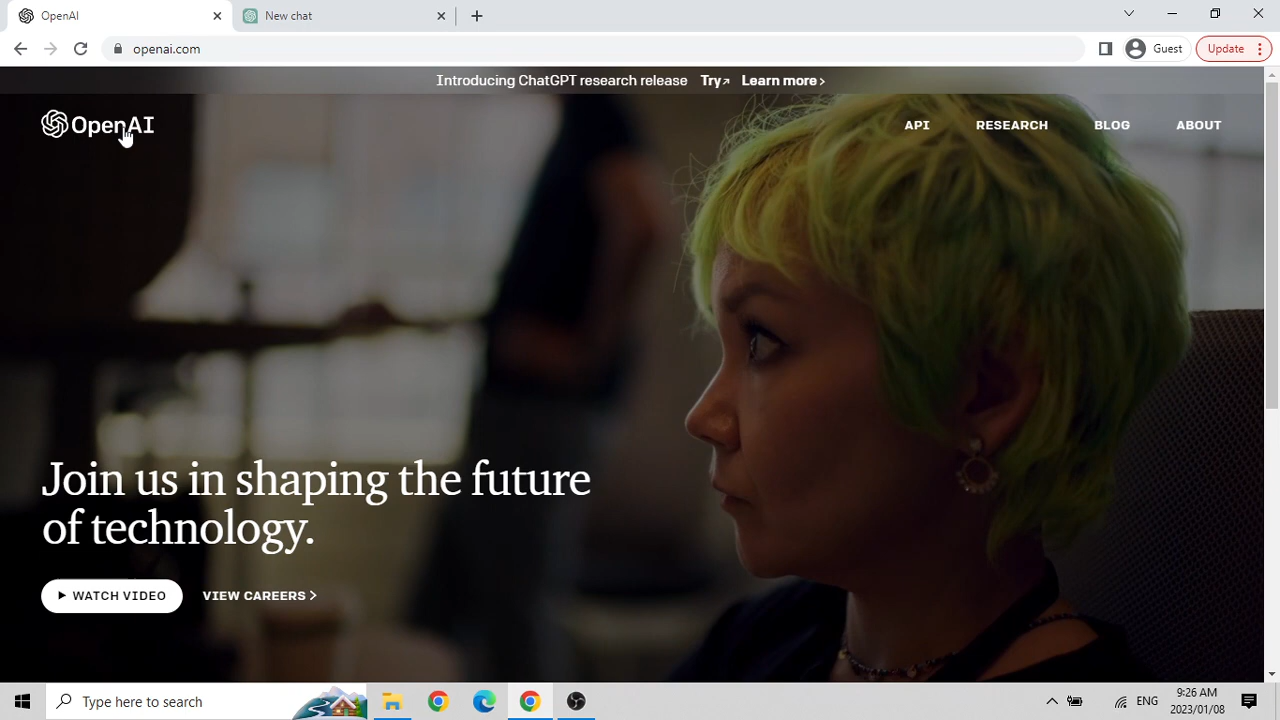 OpenAI
New chat
openai.com
Guest
Update
Introducing ChatGPT research release Try↗ Learn more >
OpenAI
API RESEARCH BLOG ABOUT
Join us in shaping the future
of technology.
WATCH VIDEO VIEW CAREERS >
Type here to search
ENG
9:26 AM
2023/01/08